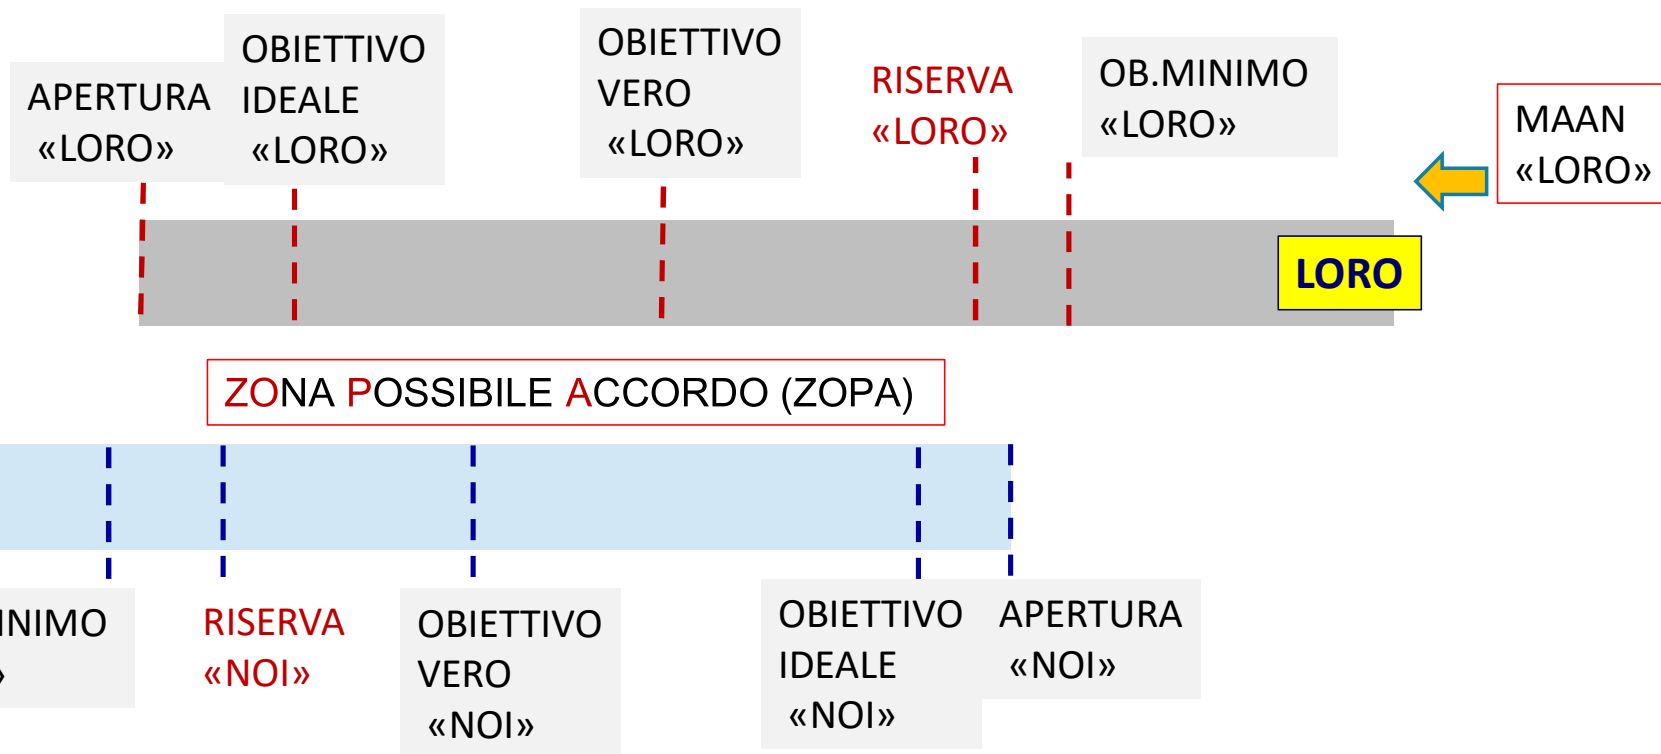 APERTURA
«LORO»
OBIETTIVO
IDEALE
«LORO»
OBIETTIVO
VERO
«LORO»
RISERVA
«LORO»
OB.MINIMO
«LORO»
MAAN
«LORO»
LORO
ZONA POSSIBILE ACCORDO (ZOPA)
INIMO
»
RISERVA
«NOI»
OBIETTIVO
VERO
«NOI»
OBIETTIVO
IDEALE
«NOI»
APERTURA
«NOI»